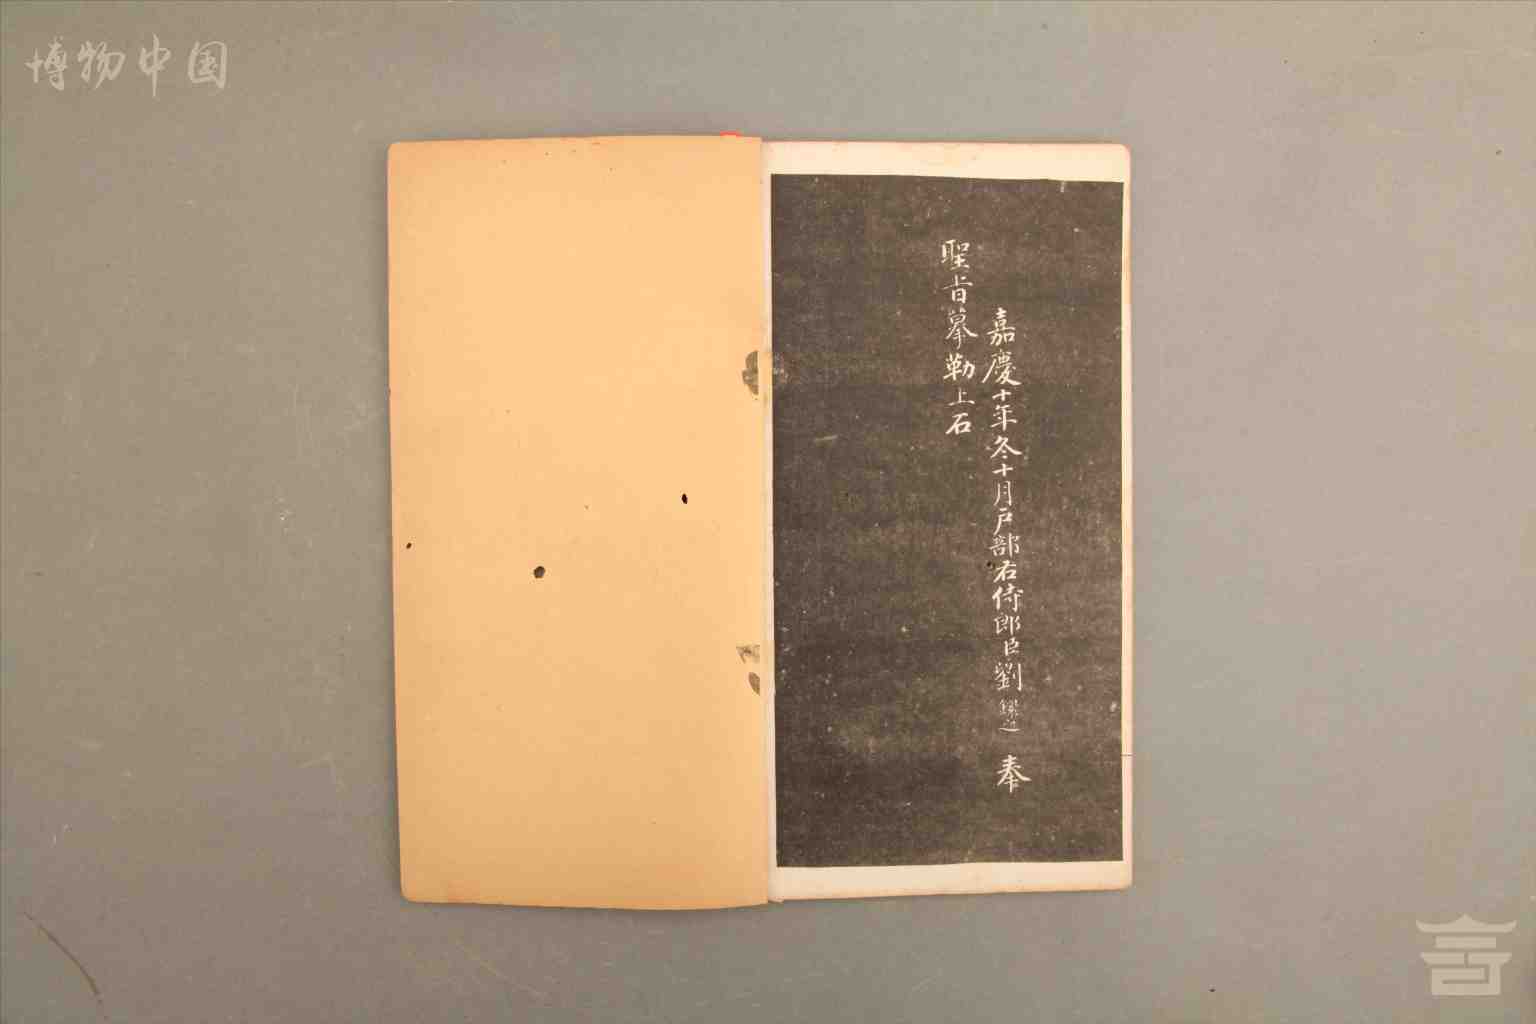 博物中国
嘉慶十年冬十月戸部右侍郎臣劉鐶之奉
聖旨摹勒上石